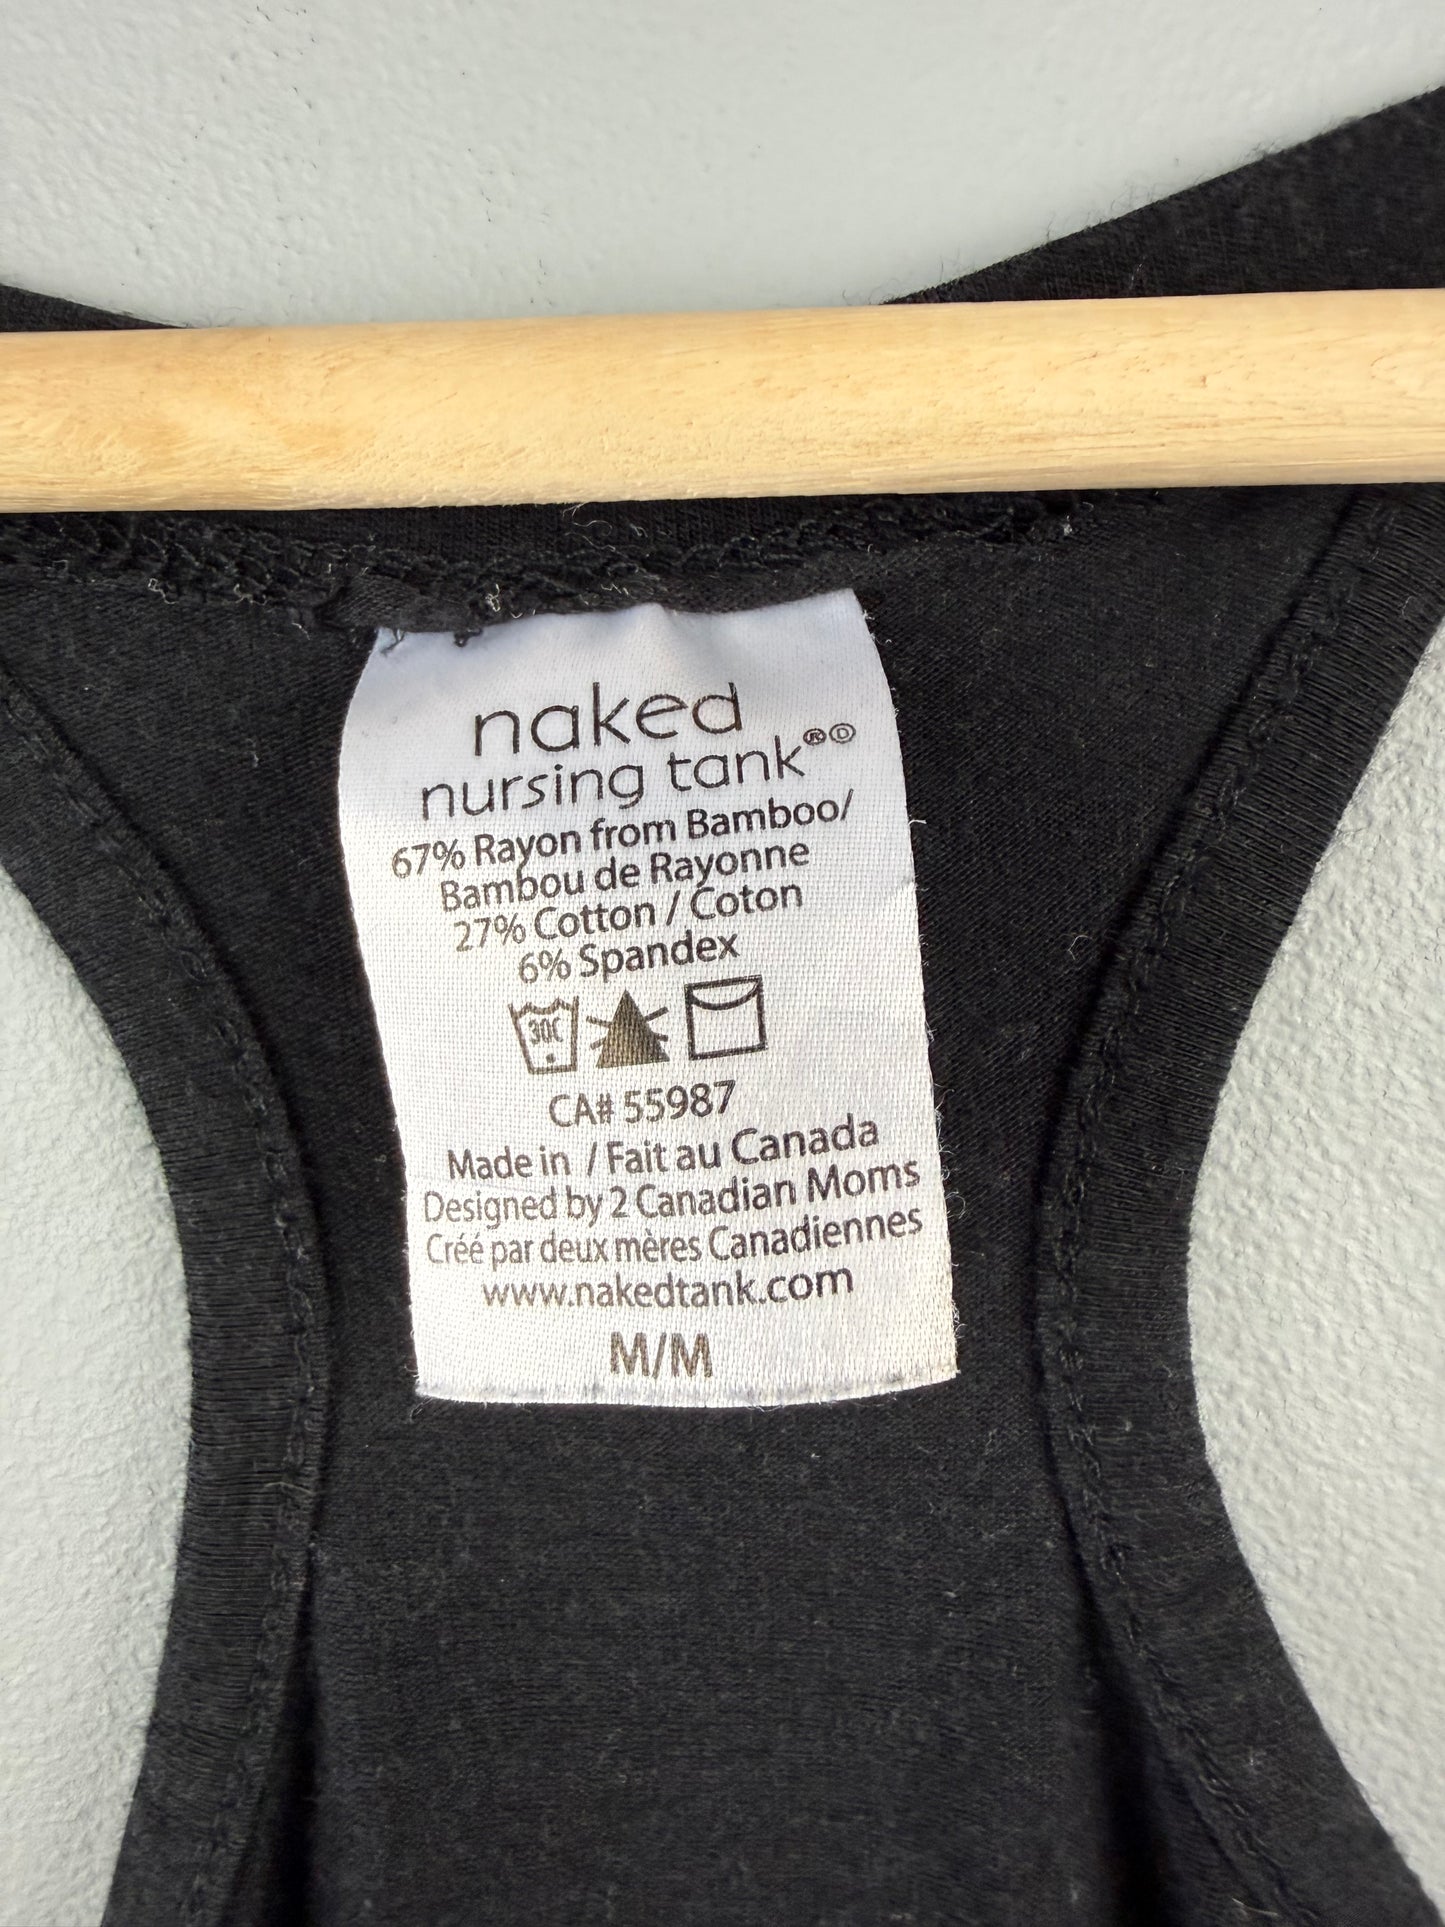 naked
nursing tank®Ⓓ
67% Rayon from Bamboo/
Bambou de Rayonne
27% Cotton / Coton
6% Spandex
30C
CA# 55987
Made in / Fait au Canada
Designed by 2 Canadian Moms
Créé par deux mères Canadiennes
www.nakedtank.com
M/M